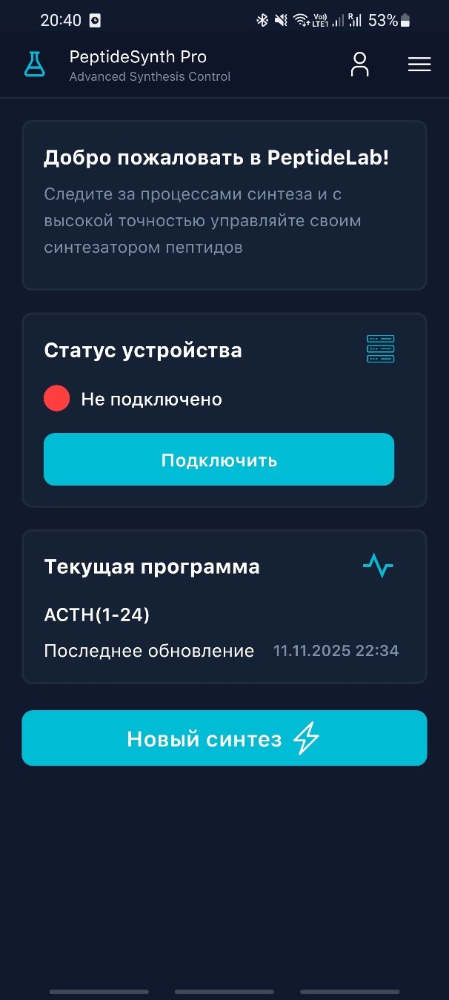 20:40
Vo))
LTE1
R
53%
PeptideSynth Pro
Advanced Synthesis Control
Добро пожаловать в PeptideLab!
Следите за процессами синтеза и с
высокой точностью управляйте своим
синтезатором пептидов
Статус устройства
Не подключено
Подключить
Текущая программа
ACTH(1-24)
Последнее обновление 11.11.2025 22:34
Новый синтез